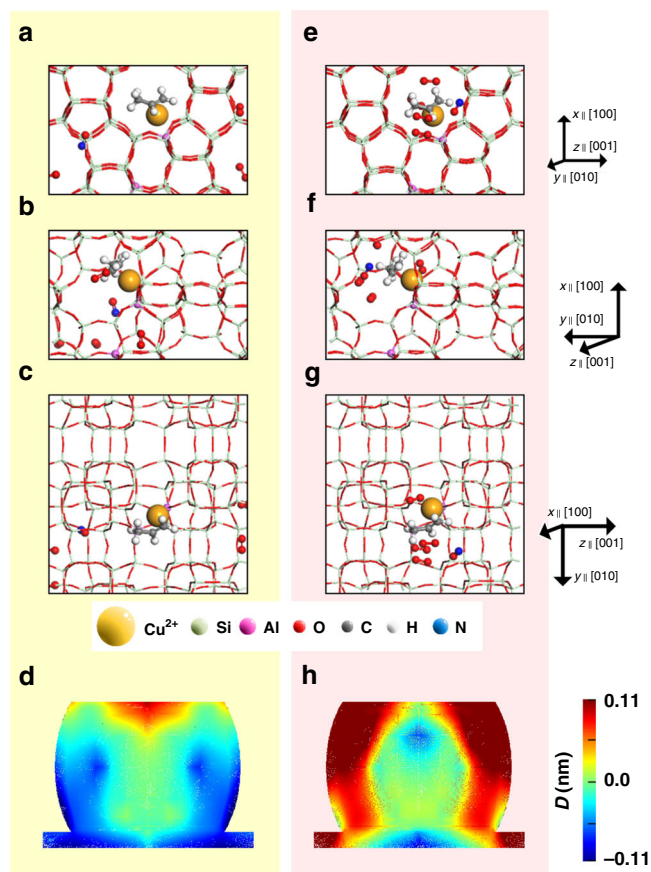 a
e
x || [100]
z || [001]
y || [010]
b
f
x || [100]
y || [010]
z || [001]
c
g
x || [100]
z || [001]
y || [010]
Cu²⁺ Si Al O C H N
d
h
0.11
0.0
−0.11
D (nm)